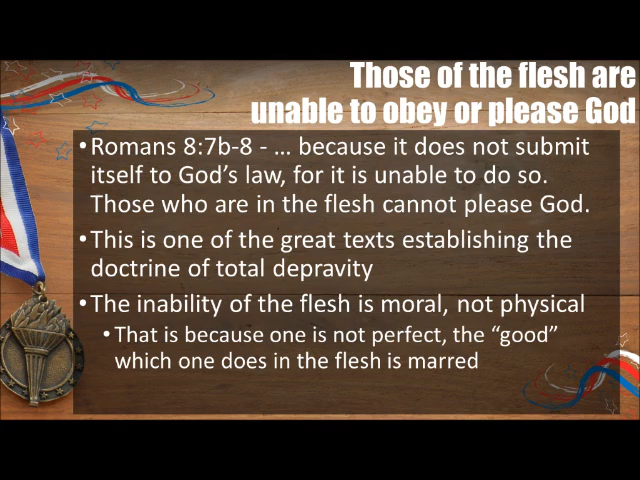 Those of the flesh are
unable to obey or please God
• Romans 8:7b-8 - … because it does not submit
itself to God’s law, for it is unable to do so.
Those who are in the flesh cannot please God.
• This is one of the great texts establishing the
doctrine of total depravity
• The inability of the flesh is moral, not physical
• That is because one is not perfect, the “good”
which one does in the flesh is marred